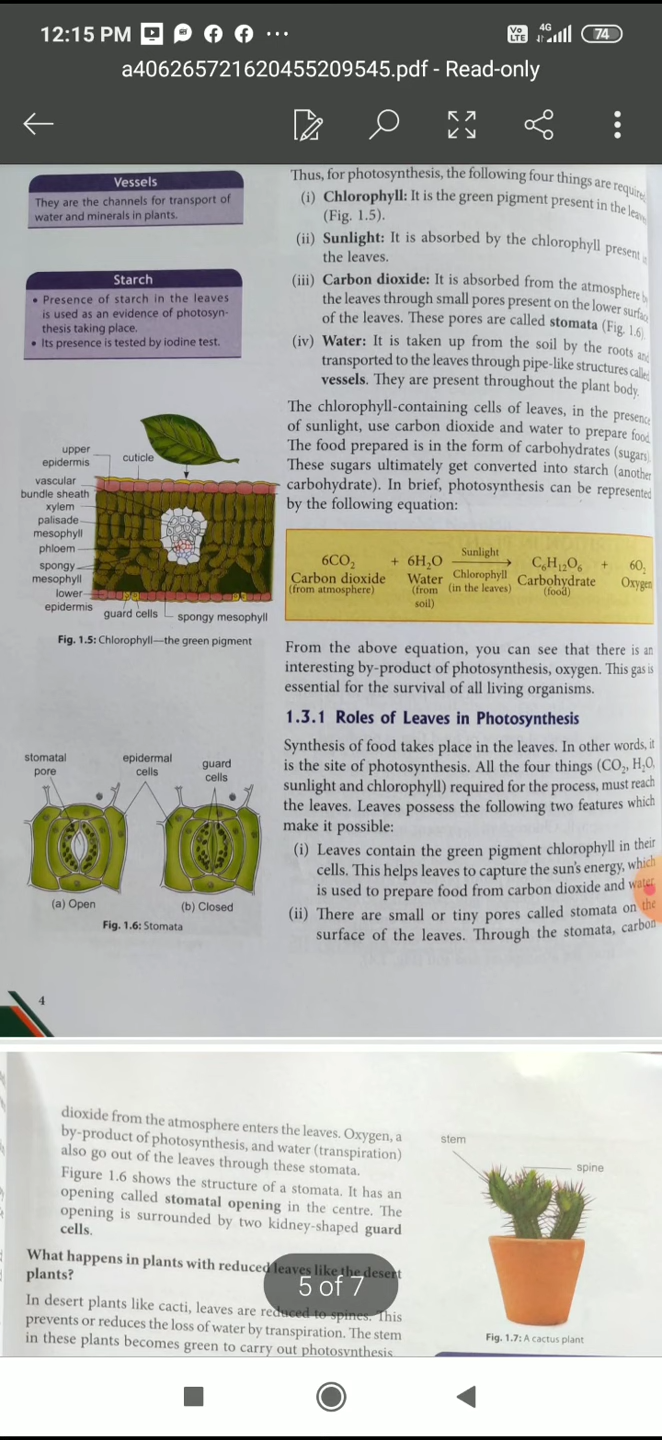 12:15 PM
Vo LTE 4G 74
a406265721620455209545.pdf - Read-only
Vessels
They are the channels for transport of
water and minerals in plants.
Starch
• Presence of starch in the leaves
is used as an evidence of photosyn-
thesis taking place.
• Its presence is tested by iodine test.
upper
epidermis
cuticle
vascular
bundle sheath
xylem
palisade
mesophyll
phloem
spongy
mesophyll
lower
epidermis
guard cells
spongy mesophyll
Fig. 1.5: Chlorophyll—the green pigment
stomatal
pore
epidermal
cells
guard
cells
(a) Open
(b) Closed
Fig. 1.6: Stomata
4
Thus, for photosynthesis, the following four things are require
(i) Chlorophyll: It is the green pigment present in the leav
(Fig. 1.5).
(ii) Sunlight: It is absorbed by the chlorophyll present
the leaves.
(iii) Carbon dioxide: It is absorbed from the atmosphere
the leaves through small pores present on the lower surfa
of the leaves. These pores are called stomata (Fig. 1.6)
(iv) Water: It is taken up from the soil by the roots an
transported to the leaves through pipe-like structures calle
vessels. They are present throughout the plant body.
The chlorophyll-containing cells of leaves, in the presence
of sunlight, use carbon dioxide and water to prepare food.
The food prepared is in the form of carbohydrates (sugars)
These sugars ultimately get converted into starch (another
carbohydrate). In brief, photosynthesis can be represented
by the following equation:
6CO₂ + 6H₂O Sunlight C₆H₁₂O₆ + 6O₂
Carbon dioxide Water Chlorophyll Carbohydrate Oxygen
(from atmosphere) (from (in the leaves) (food)
soil)
From the above equation, you can see that there is an
interesting by-product of photosynthesis, oxygen. This gas is
essential for the survival of all living organisms.
1.3.1 Roles of Leaves in Photosynthesis
Synthesis of food takes place in the leaves. In other words, it
is the site of photosynthesis. All the four things (CO₂, H₂O,
sunlight and chlorophyll) required for the process, must reach
the leaves. Leaves possess the following two features which
make it possible:
(i) Leaves contain the green pigment chlorophyll in their
cells. This helps leaves to capture the sun's energy, which
is used to prepare food from carbon dioxide and water.
(ii) There are small or tiny pores called stomata on the
surface of the leaves. Through the stomata, carbon
dioxide from the atmosphere enters the leaves. Oxygen, a
by-product of photosynthesis, and water (transpiration)
also go out of the leaves through these stomata.
Figure 1.6 shows the structure of a stomata. It has an
opening called stomatal opening in the centre. The
opening is surrounded by two kidney-shaped guard
cells.
What happens in plants with reduced leaves like the desert
plants?
In desert plants like cacti, leaves are reduced to spines. This
prevents or reduces the loss of water by transpiration. The stem
in these plants becomes green to carry out photosynthesis
5 of 7
stem
spine
Fig. 1.7: A cactus plant